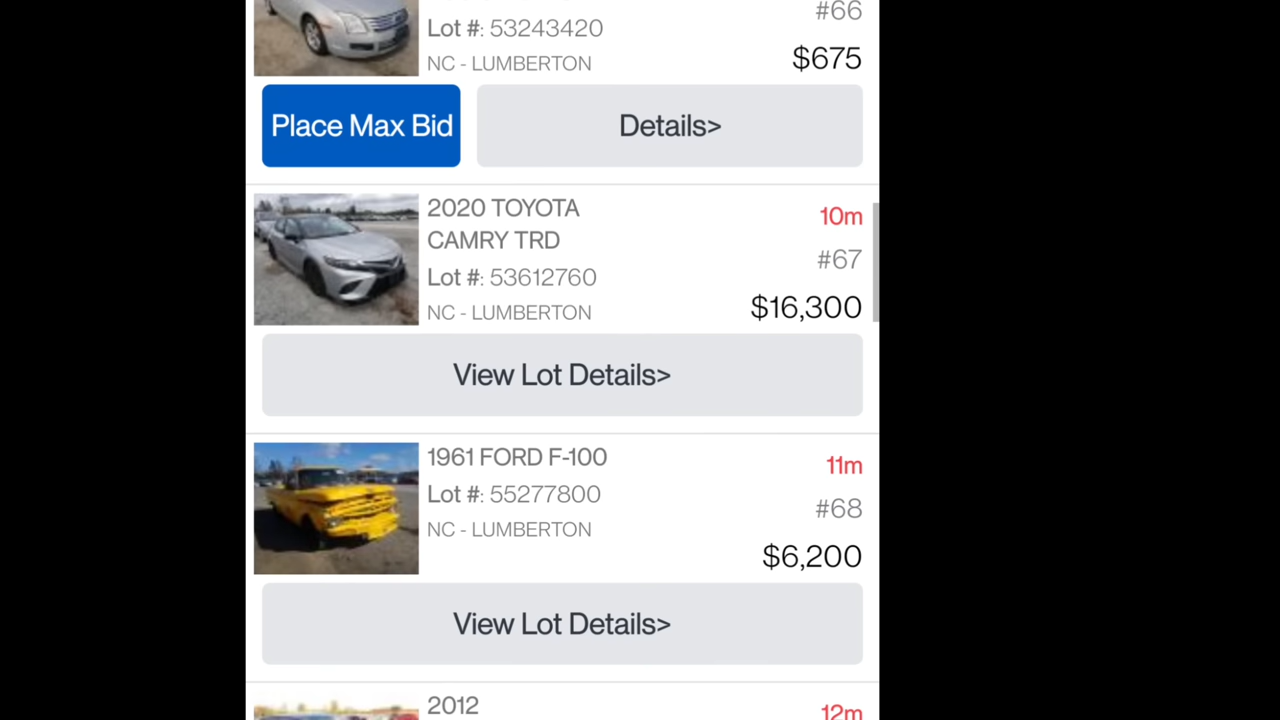 #66
Lot #: 53243420
$675
NC - LUMBERTON
Place Max Bid
Details>
2020 TOYOTA
10m
CAMRY TRD
#67
Lot #: 53612760
$16,300
NC - LUMBERTON
View Lot Details>
1961 FORD F-100
11m
Lot #: 55277800
#68
NC - LUMBERTON
$6,200
View Lot Details>
2012
12m